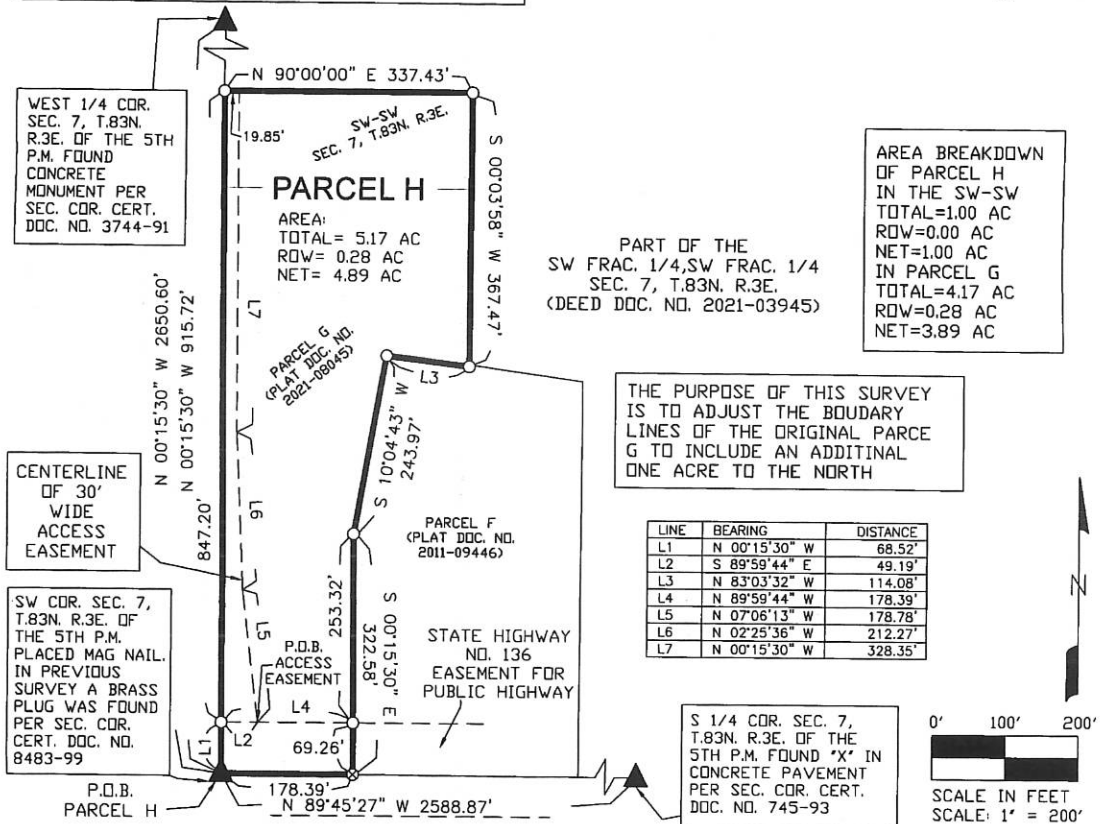 N 90°00'00" E 337.43'
WEST 1/4 COR.
SEC. 7, T.83N.
R.3E. OF THE 5TH
P.M. FOUND
CONCRETE
MONUMENT PER
SEC. COR. CERT.
DOC. NO. 3744-91
19.85'
SW-SW
SEC. 7, T.83N. R.3E.
PARCEL H
AREA:
TOTAL= 5.17 AC
ROW= 0.28 AC
NET= 4.89 AC
S 00°03'58" W 367.47'
PART OF THE
SW FRAC. 1/4,SW FRAC. 1/4
SEC. 7, T.83N. R.3E.
(DEED DOC. NO. 2021-03945)
AREA BREAKDOWN
OF PARCEL H
IN THE SW-SW
TOTAL=1.00 AC
ROW=0.00 AC
NET=1.00 AC
IN PARCEL G
TOTAL=4.17 AC
ROW=0.28 AC
NET=3.89 AC
N 00°15'30" W 2650.60'
N 00°15'30" W 915.72'
847.20'
L7
PARCEL G
(PLAT DOC. NO.
2021-08045)
L3
S 10°04'43" W
243.97'
THE PURPOSE OF THIS SURVEY
IS TO ADJUST THE BOUDARY
LINES OF THE ORIGINAL PARCE
G TO INCLUDE AN ADDITINAL
ONE ACRE TO THE NORTH
CENTERLINE
OF 30'
WIDE
ACCESS
EASEMENT
L6
PARCEL F
(PLAT DOC. NO.
2011-09446)
LINE BEARING DISTANCE
L1 N 00°15'30" W 68.52'
L2 S 89°59'44" E 49.19'
L3 N 83°03'32" W 114.08'
L4 N 89°59'44" W 178.39'
L5 N 07°06'13" W 178.78'
L6 N 02°25'36" W 212.27'
L7 N 00°15'30" W 328.35'
N
SW COR. SEC. 7,
T.83N. R.3E. OF
THE 5TH P.M.
PLACED MAG NAIL.
IN PREVIOUS
SURVEY A BRASS
PLUG WAS FOUND
PER SEC. COR.
CERT. DOC. NO.
8483-99
L5
P.O.B.
ACCESS
EASEMENT
253.32'
322.58'
S 00°15'30" E
STATE HIGHWAY
NO. 136
EASEMENT FOR
PUBLIC HIGHWAY
L4
L1
L2
69.26'
178.39'
P.O.B.
PARCEL H
N 89°45'27" W 2588.87'
S 1/4 COR. SEC. 7,
T.83N. R.3E. OF THE
5TH P.M. FOUND "X" IN
CONCRETE PAVEMENT
PER SEC. COR. CERT.
DOC. NO. 745-93
0' 100' 200'
SCALE IN FEET
SCALE: 1" = 200'